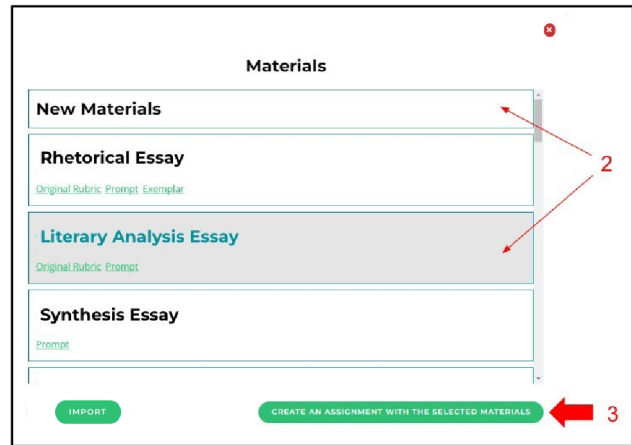 Materials
New Materials
Rhetorical Essay
Original Rubric Prompt Exemplar
2
Literary Analysis Essay
Original Rubric Prompt
Synthesis Essay
Prompt
IMPORT
CREATE AN ASSIGNMENT WITH THE SELECTED MATERIALS
3